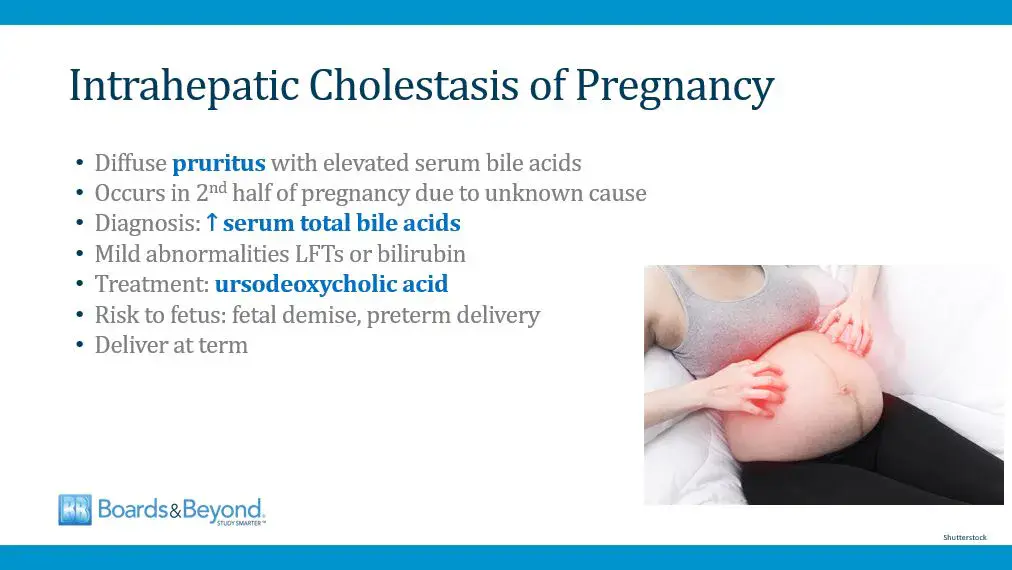 Intrahepatic Cholestasis of Pregnancy
• Diffuse pruritus with elevated serum bile acids
• Occurs in 2nd half of pregnancy due to unknown cause
• Diagnosis: ↑ serum total bile acids
• Mild abnormalities LFTs or bilirubin
• Treatment: ursodeoxycholic acid
• Risk to fetus: fetal demise, preterm delivery
• Deliver at term
BB Boards&Beyond.
STUDY SMARTER™
Shutterstock